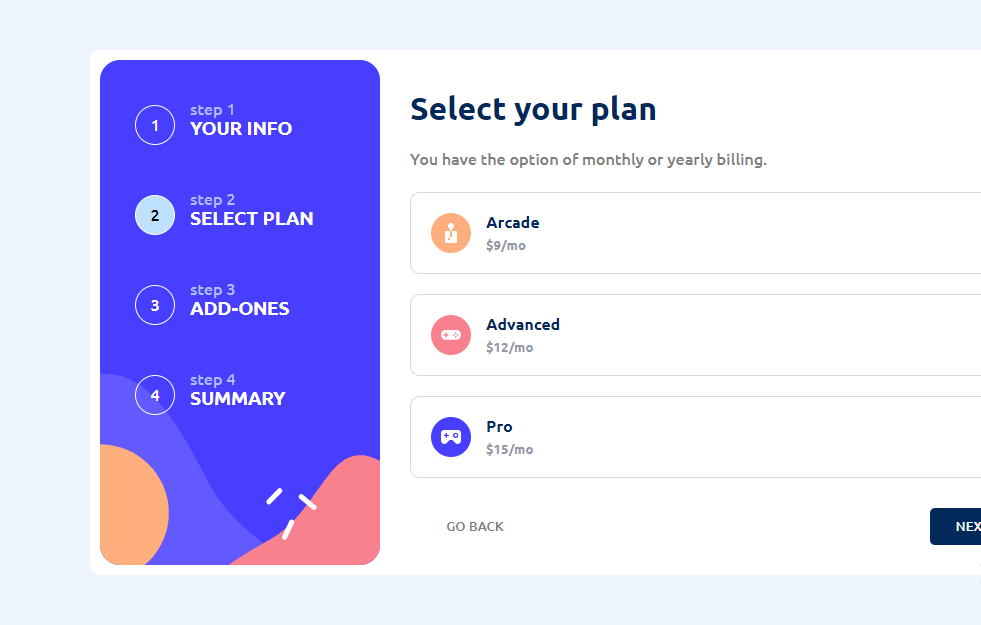 1
step 1
YOUR INFO
2
step 2
SELECT PLAN
3
step 3
ADD-ONES
4
step 4
SUMMARY
Select your plan
You have the option of monthly or yearly billing.
Arcade
$9/mo
Advanced
$12/mo
Pro
$15/mo
GO BACK
NEX